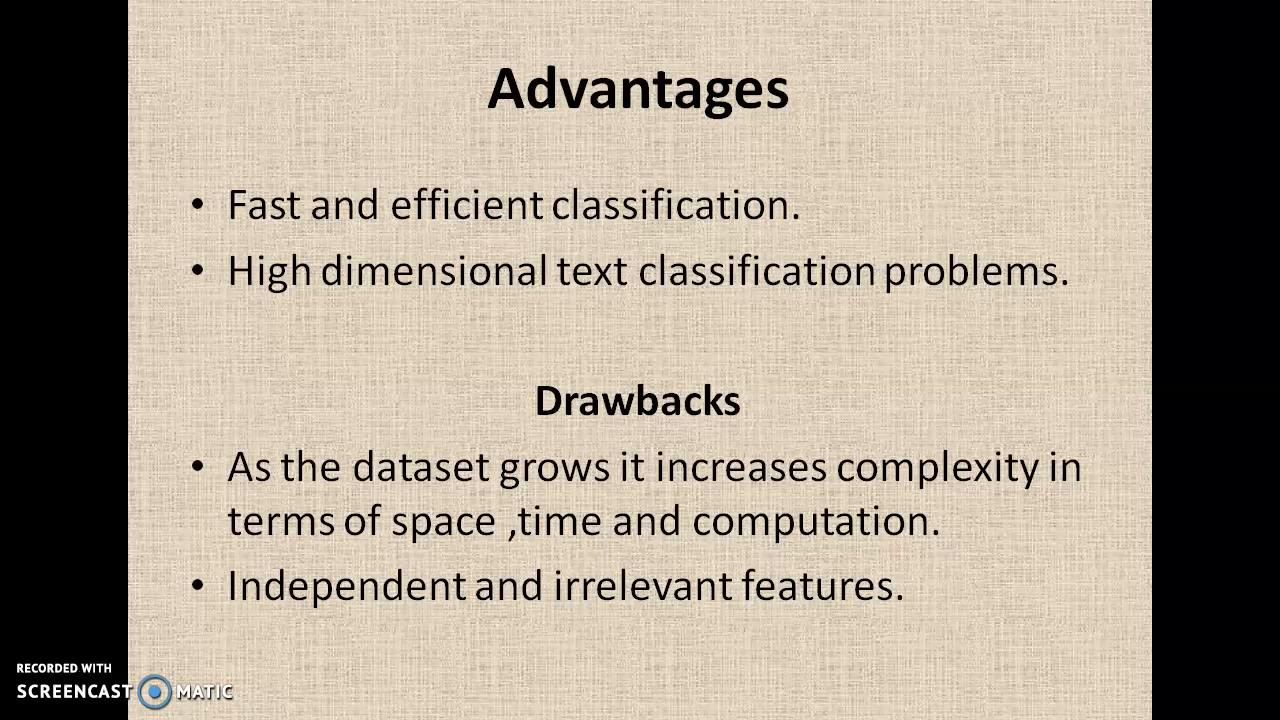 Advantages
• Fast and efficient classification.
• High dimensional text classification problems.
Drawbacks
• As the dataset grows it increases complexity in
terms of space ,time and computation.
• Independent and irrelevant features.
RECORDED WITH
SCREENCAST MATIC